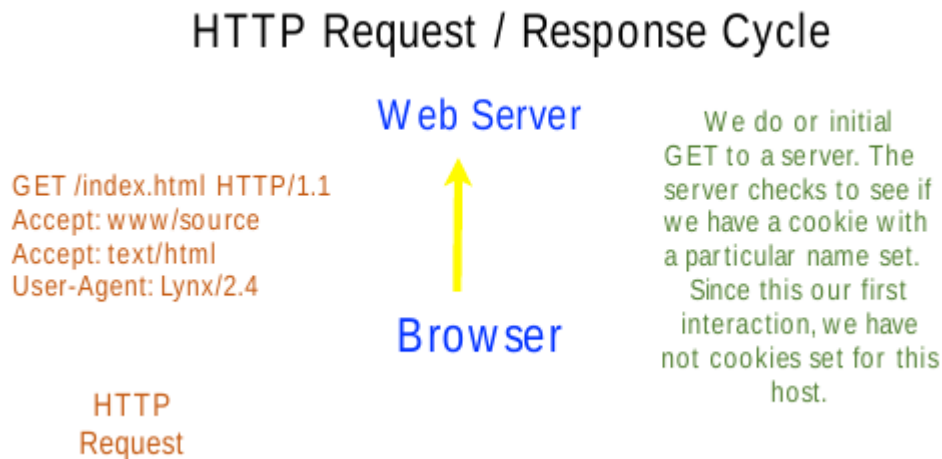 HTTP Request / Response Cycle
Web Server
GET /index.html HTTP/1.1
Accept: www/source
Accept: text/html
User-Agent: Lynx/2.4
Browser
HTTP
Request
We do or initial
GET to a server. The
server checks to see if
we have a cookie with
a particular name set.
Since this our first
interaction, we have
not cookies set for this
host.